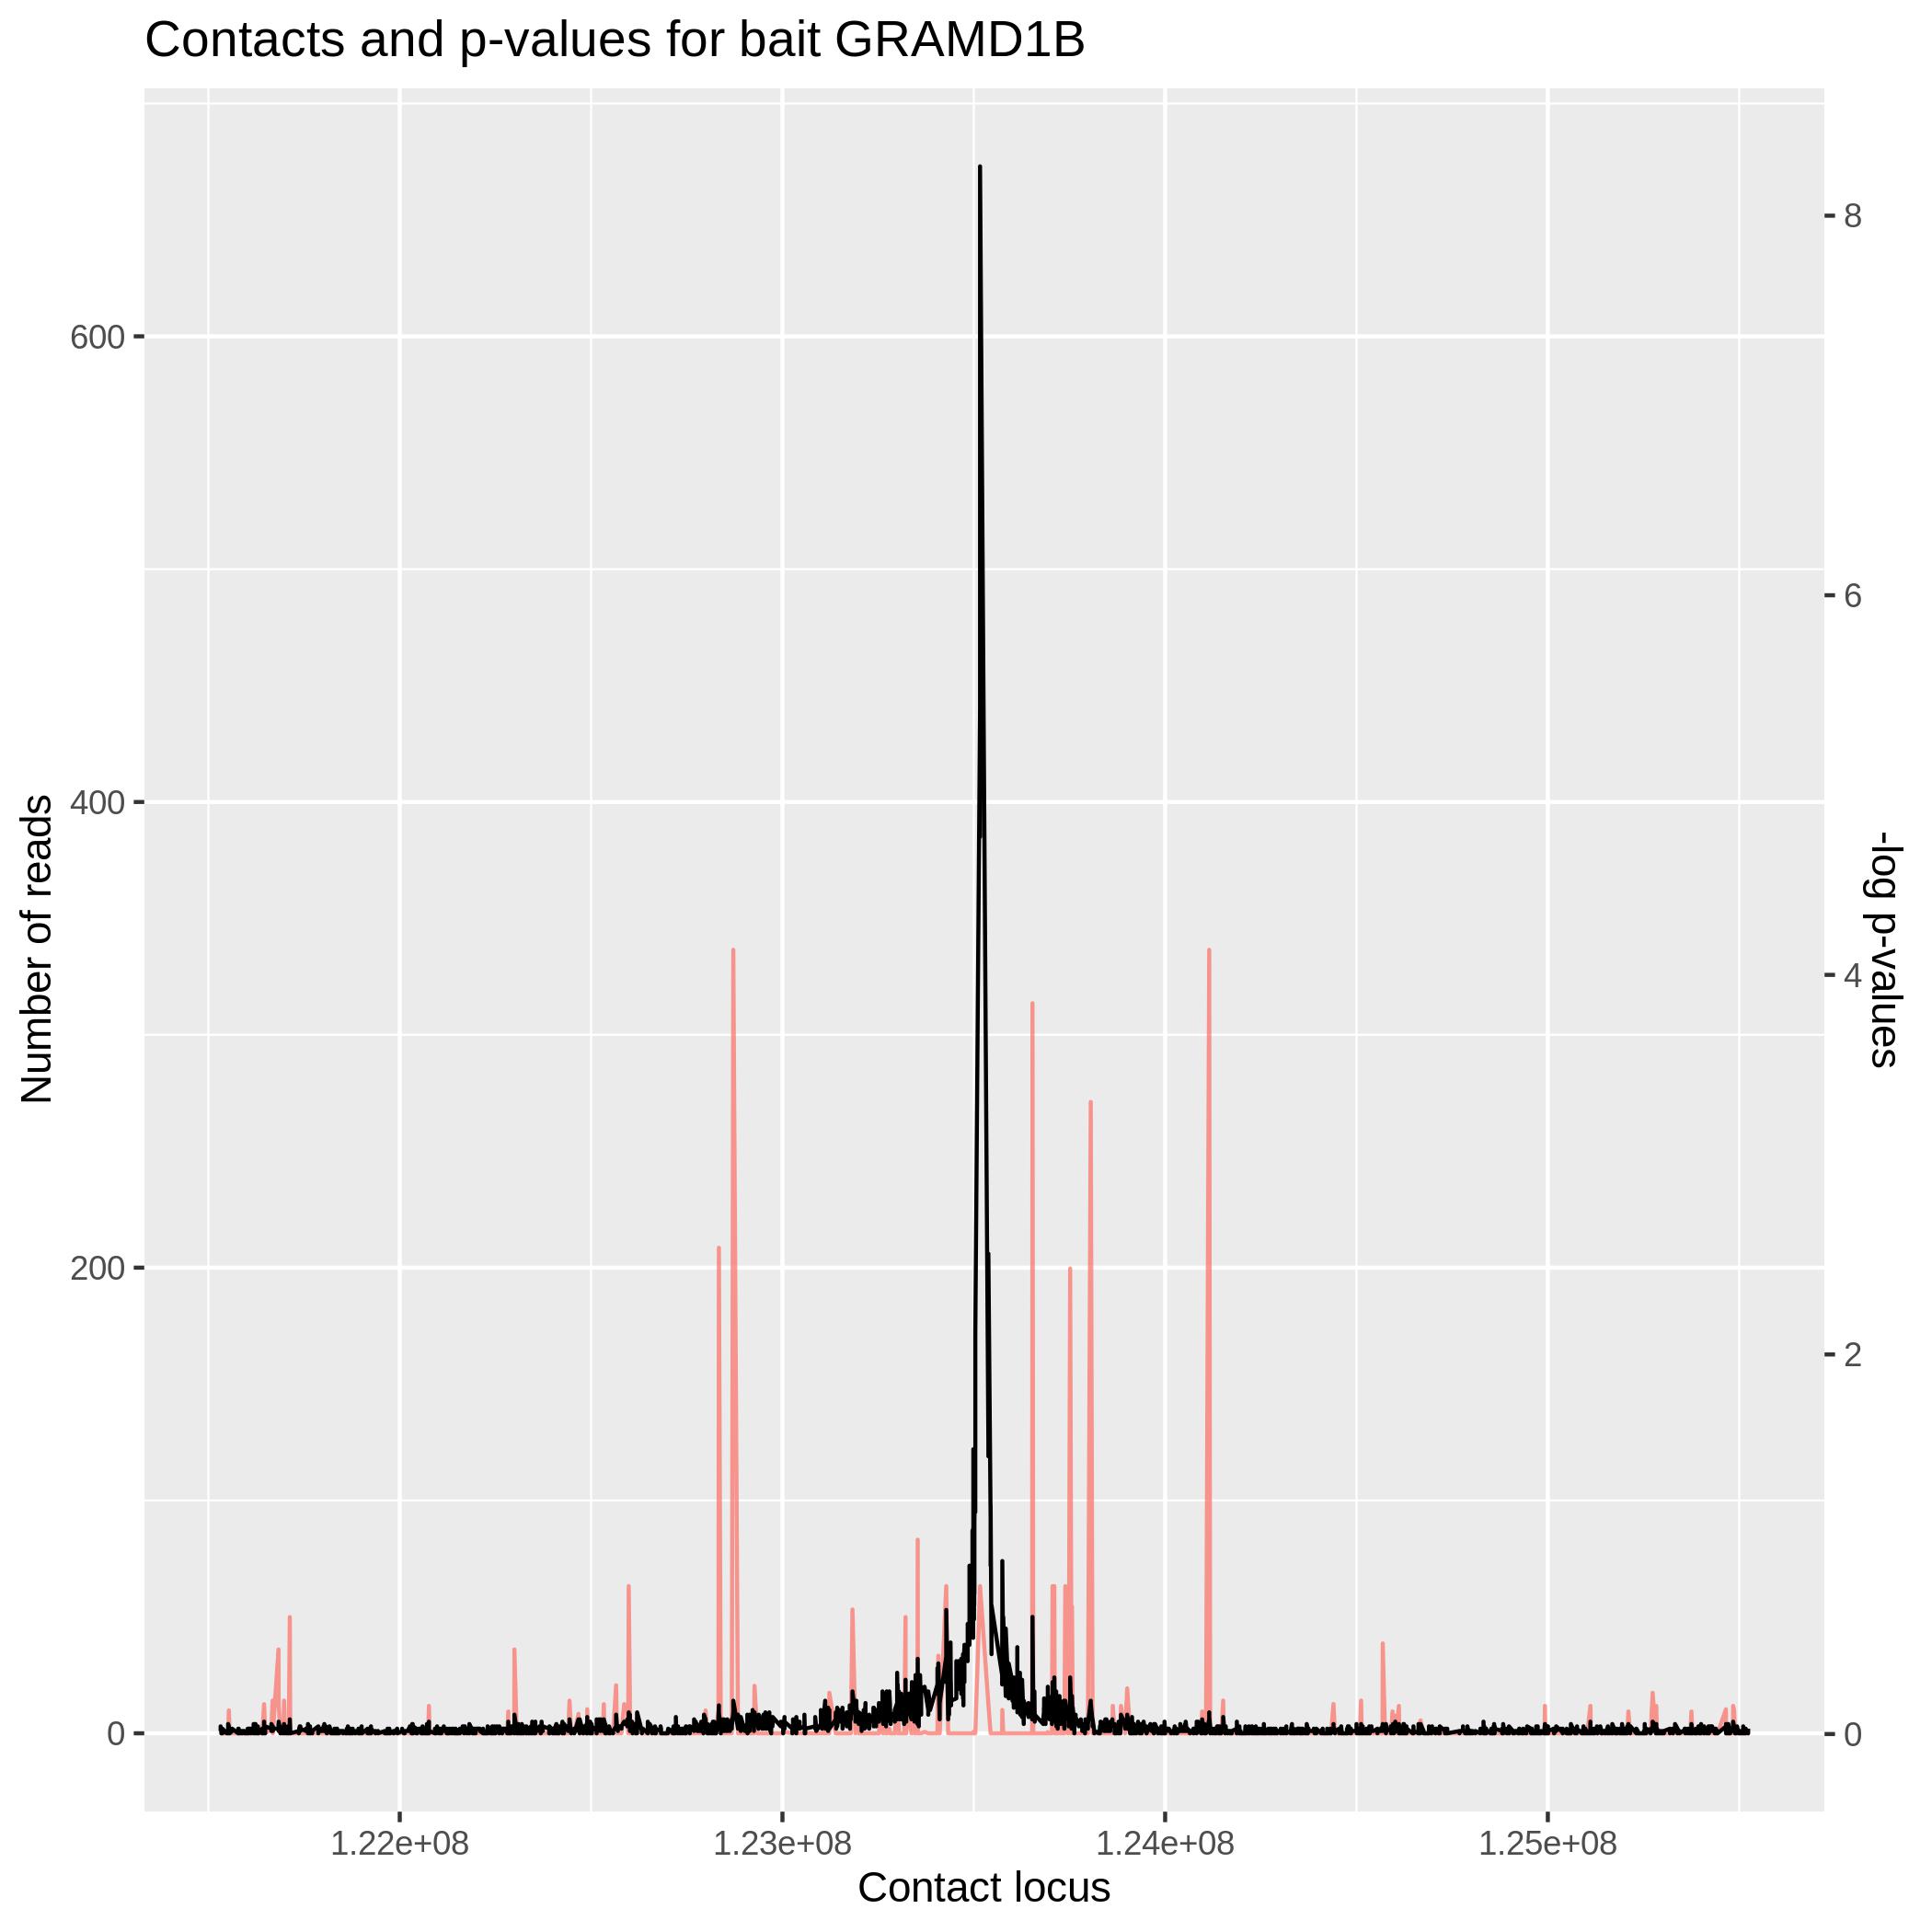 Contacts and p-values for bait GRAMD1B
Number of reads
600
400
200
0
8
6
4
2
0
-log p-values
1.22e+08
1.23e+08
1.24e+08
1.25e+08
Contact locus